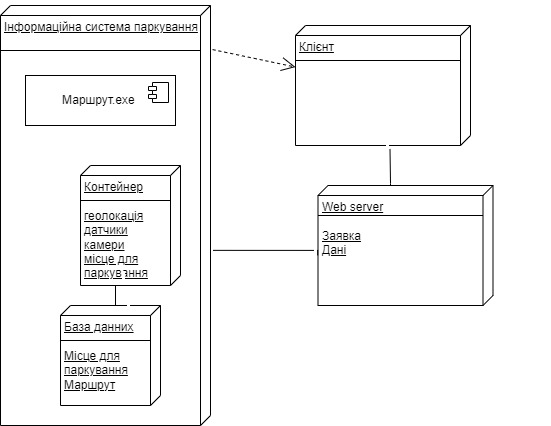 Інформаційна система паркування
Маршрут.exe
Контейнер
геолокація
датчики
камери
місце для
паркування
База данних
Місце для
паркування
Маршрут
Клієнт
Web server
Заявка
Дані